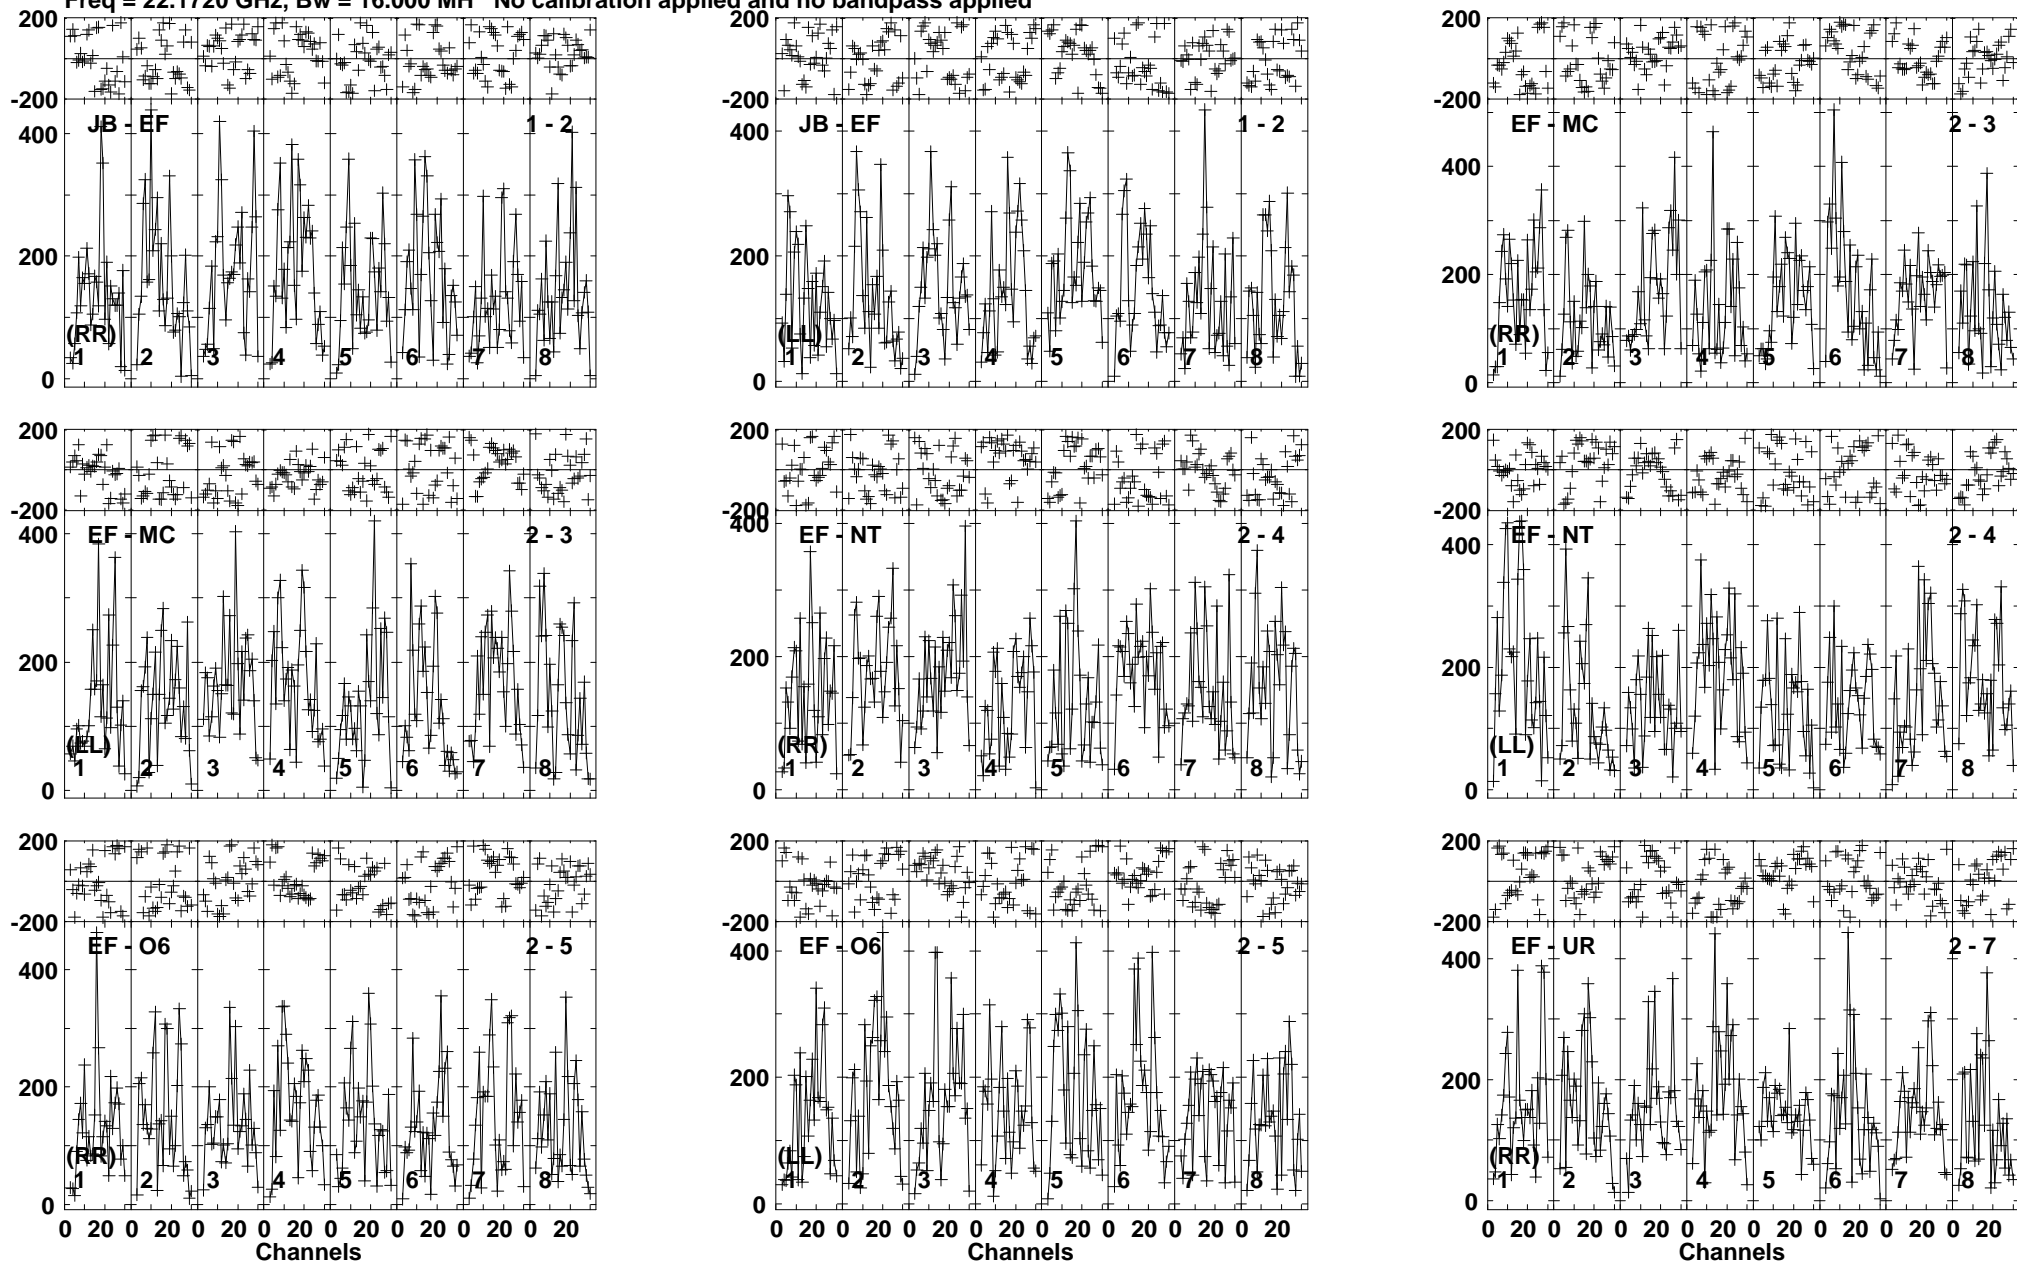 Freq = 22.1720 GHz, Bw = 16.000 MH No calibration applied and no bandpass applied
200 200 200
-200 -200 -200
JB - EF 1 - 2 JB - EF 1 - 2 EF - MC 2 - 3
400 400 400
200 200 200
(RR) (LL) (RR)
1 2 3 4 5 6 7 8 1 2 3 4 5 6 7 8 1 2 3 4 5 6 7 8
0 0 0
200 200 200
-200 -200 -200
EF - MC 2 - 3 EF - NT 2 - 4 EF - NT 2 - 4
400 400 400
200 200 200
(LL) (RR) (LL)
1 2 3 4 5 6 7 8 1 2 3 4 5 6 7 8 1 2 3 4 5 6 7 8
0 0 0
200 200 200
-200 -200 -200
EF - O6 2 - 5 EF - O6 2 - 5 EF - UR 2 - 7
400 400 400
200 200 200
(RR) (LL) (RR)
1 2 3 4 5 6 7 8 1 2 3 4 5 6 7 8 1 2 3 4 5 6 7 8
0 0 0
0 20 0 20 0 20 0 20 0 20 0 20 0 20 0 20 0 20 0 20 0 20 0 20 0 20 0 20 0 20 0 20 0 20 0 20 0 20 0 20 0 20 0 20 0 20 0 20
Channels Channels Channels